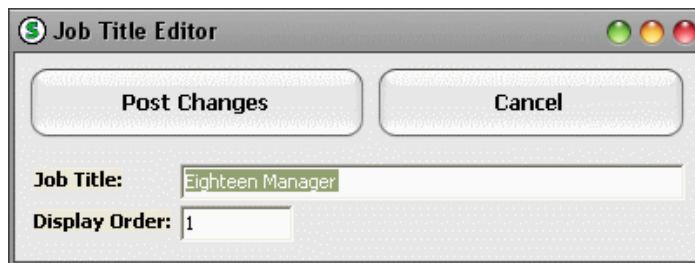 S Job Title Editor
Post Changes Cancel
Job Title: Eighteen Manager
Display Order: 1